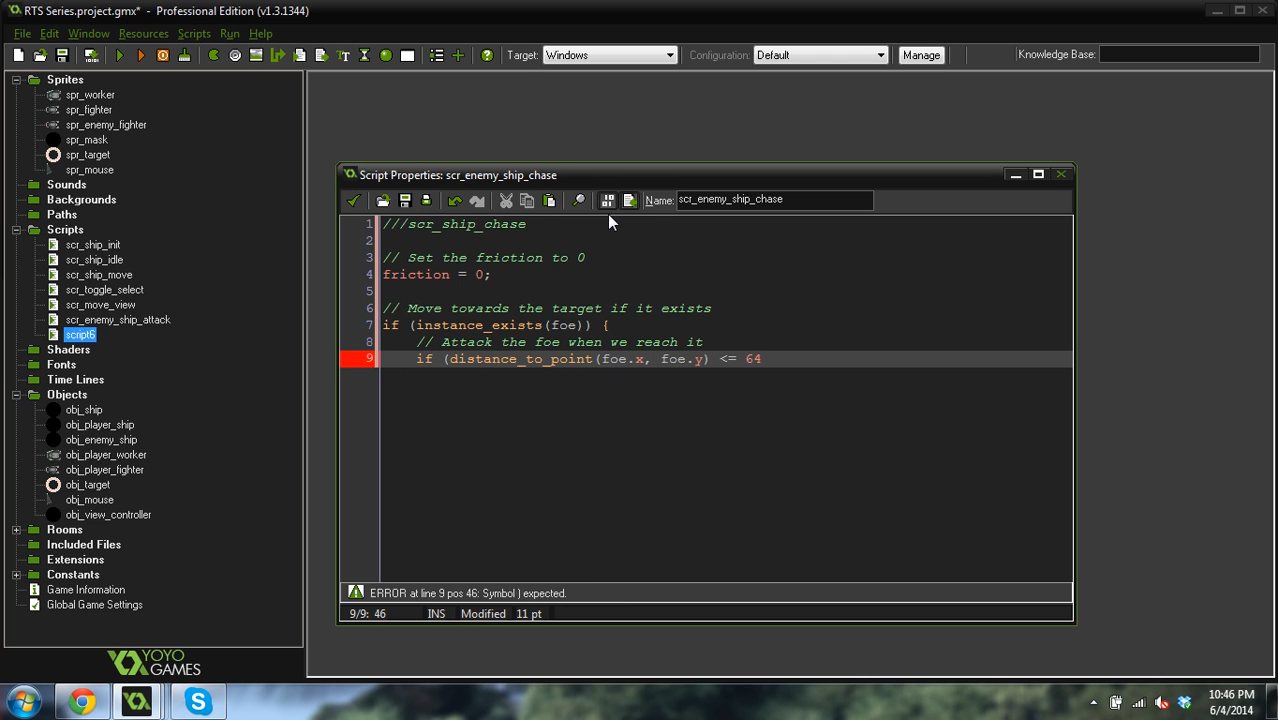 RTS Series.project.gmx* - Professional Edition (v1.3.1344)
File Edit Window Resources Scripts Run Help
Target: Windows Configuration: Default Manage Knowledge Base:
Sprites
spr_worker
spr_fighter
spr_enemy_fighter
spr_mask
spr_target
spr_mouse
Sounds
Backgrounds
Paths
Scripts
scr_ship_init
scr_ship_idle
scr_ship_move
scr_toggle_select
scr_move_view
scr_enemy_ship_attack
script6
Shaders
Fonts
Time Lines
Objects
obj_ship
obj_player_ship
obj_enemy_ship
obj_player_worker
obj_player_fighter
obj_target
obj_mouse
obj_view_controller
Rooms
Included Files
Extensions
Constants
Game Information
Global Game Settings
YOYO
GAMES
Script Properties: scr_enemy_ship_chase
Name: scr_enemy_ship_chase
1 ///scr_ship_chase
2
3 // Set the friction to 0
4 friction = 0;
5
6 // Move towards the target if it exists
7 if (instance_exists(foe)) {
8 // Attack the foe when we reach it
9 if (distance_to_point(foe.x, foe.y) <= 64
ERROR at line 9 pos 46: Symbol ) expected.
9/9: 46 INS Modified 11 pt
10:46 PM
6/4/2014